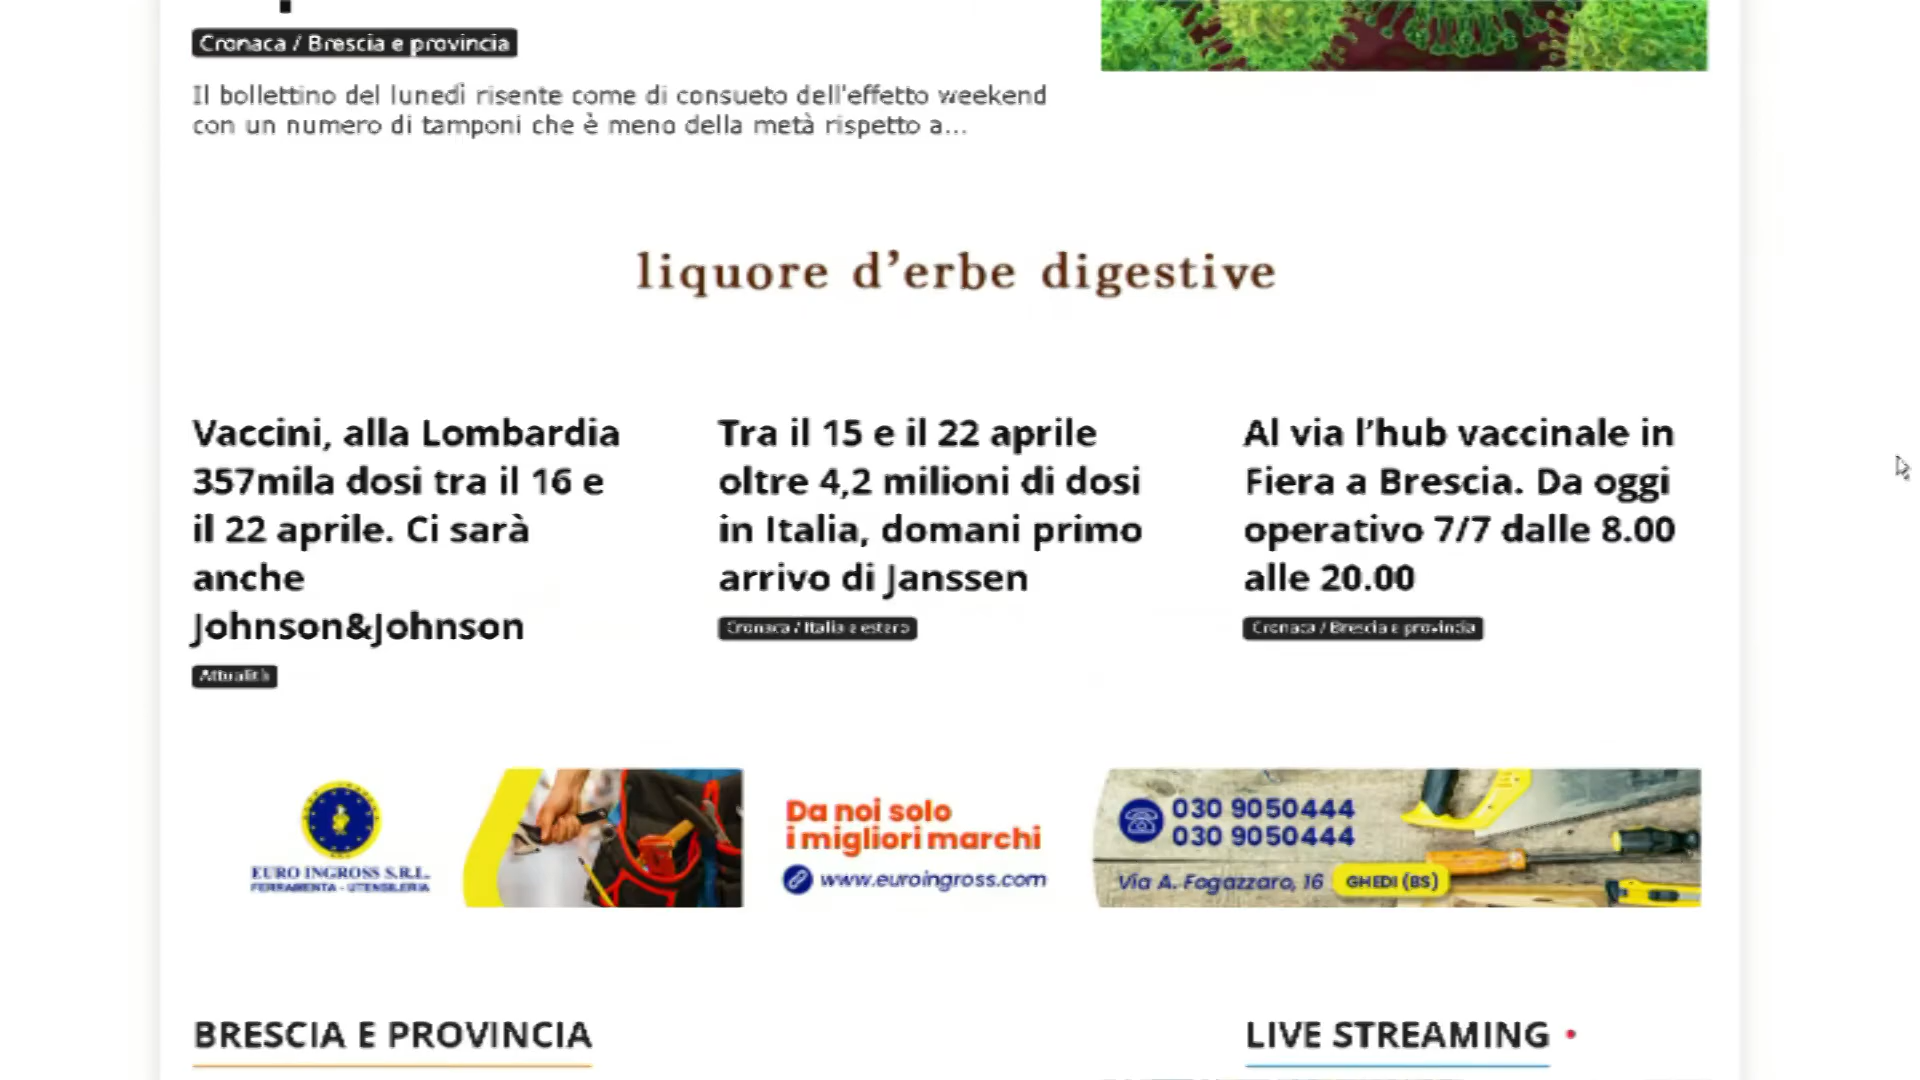 Cronaca / Brescia e provincia
Il bollettino del lunedì risente come di consueto dell'effetto weekend
con un numero di tamponi che è meno della metà rispetto a...
liquore d'erbe digestive
Vaccini, alla Lombardia
357mila dosi tra il 16 e
il 22 aprile. Ci sarà
anche
Johnson&Johnson
Attualità
Tra il 15 e il 22 aprile
oltre 4,2 milioni di dosi
in Italia, domani primo
arrivo di Janssen
Cronaca / Italia e estero
Al via l’hub vaccinale in
Fiera a Brescia. Da oggi
operativo 7/7 dalle 8.00
alle 20.00
Cronaca / Brescia e provincia
EURO INGROSS S.R.L.
FERRAMENTA - UTENSILERIA
Da noi solo
i migliori marchi
www.euroingross.com
030 9050444
030 9050444
Via A. Fogazzaro, 16 GHEDI (BS)
BRESCIA E PROVINCIA
LIVE STREAMING